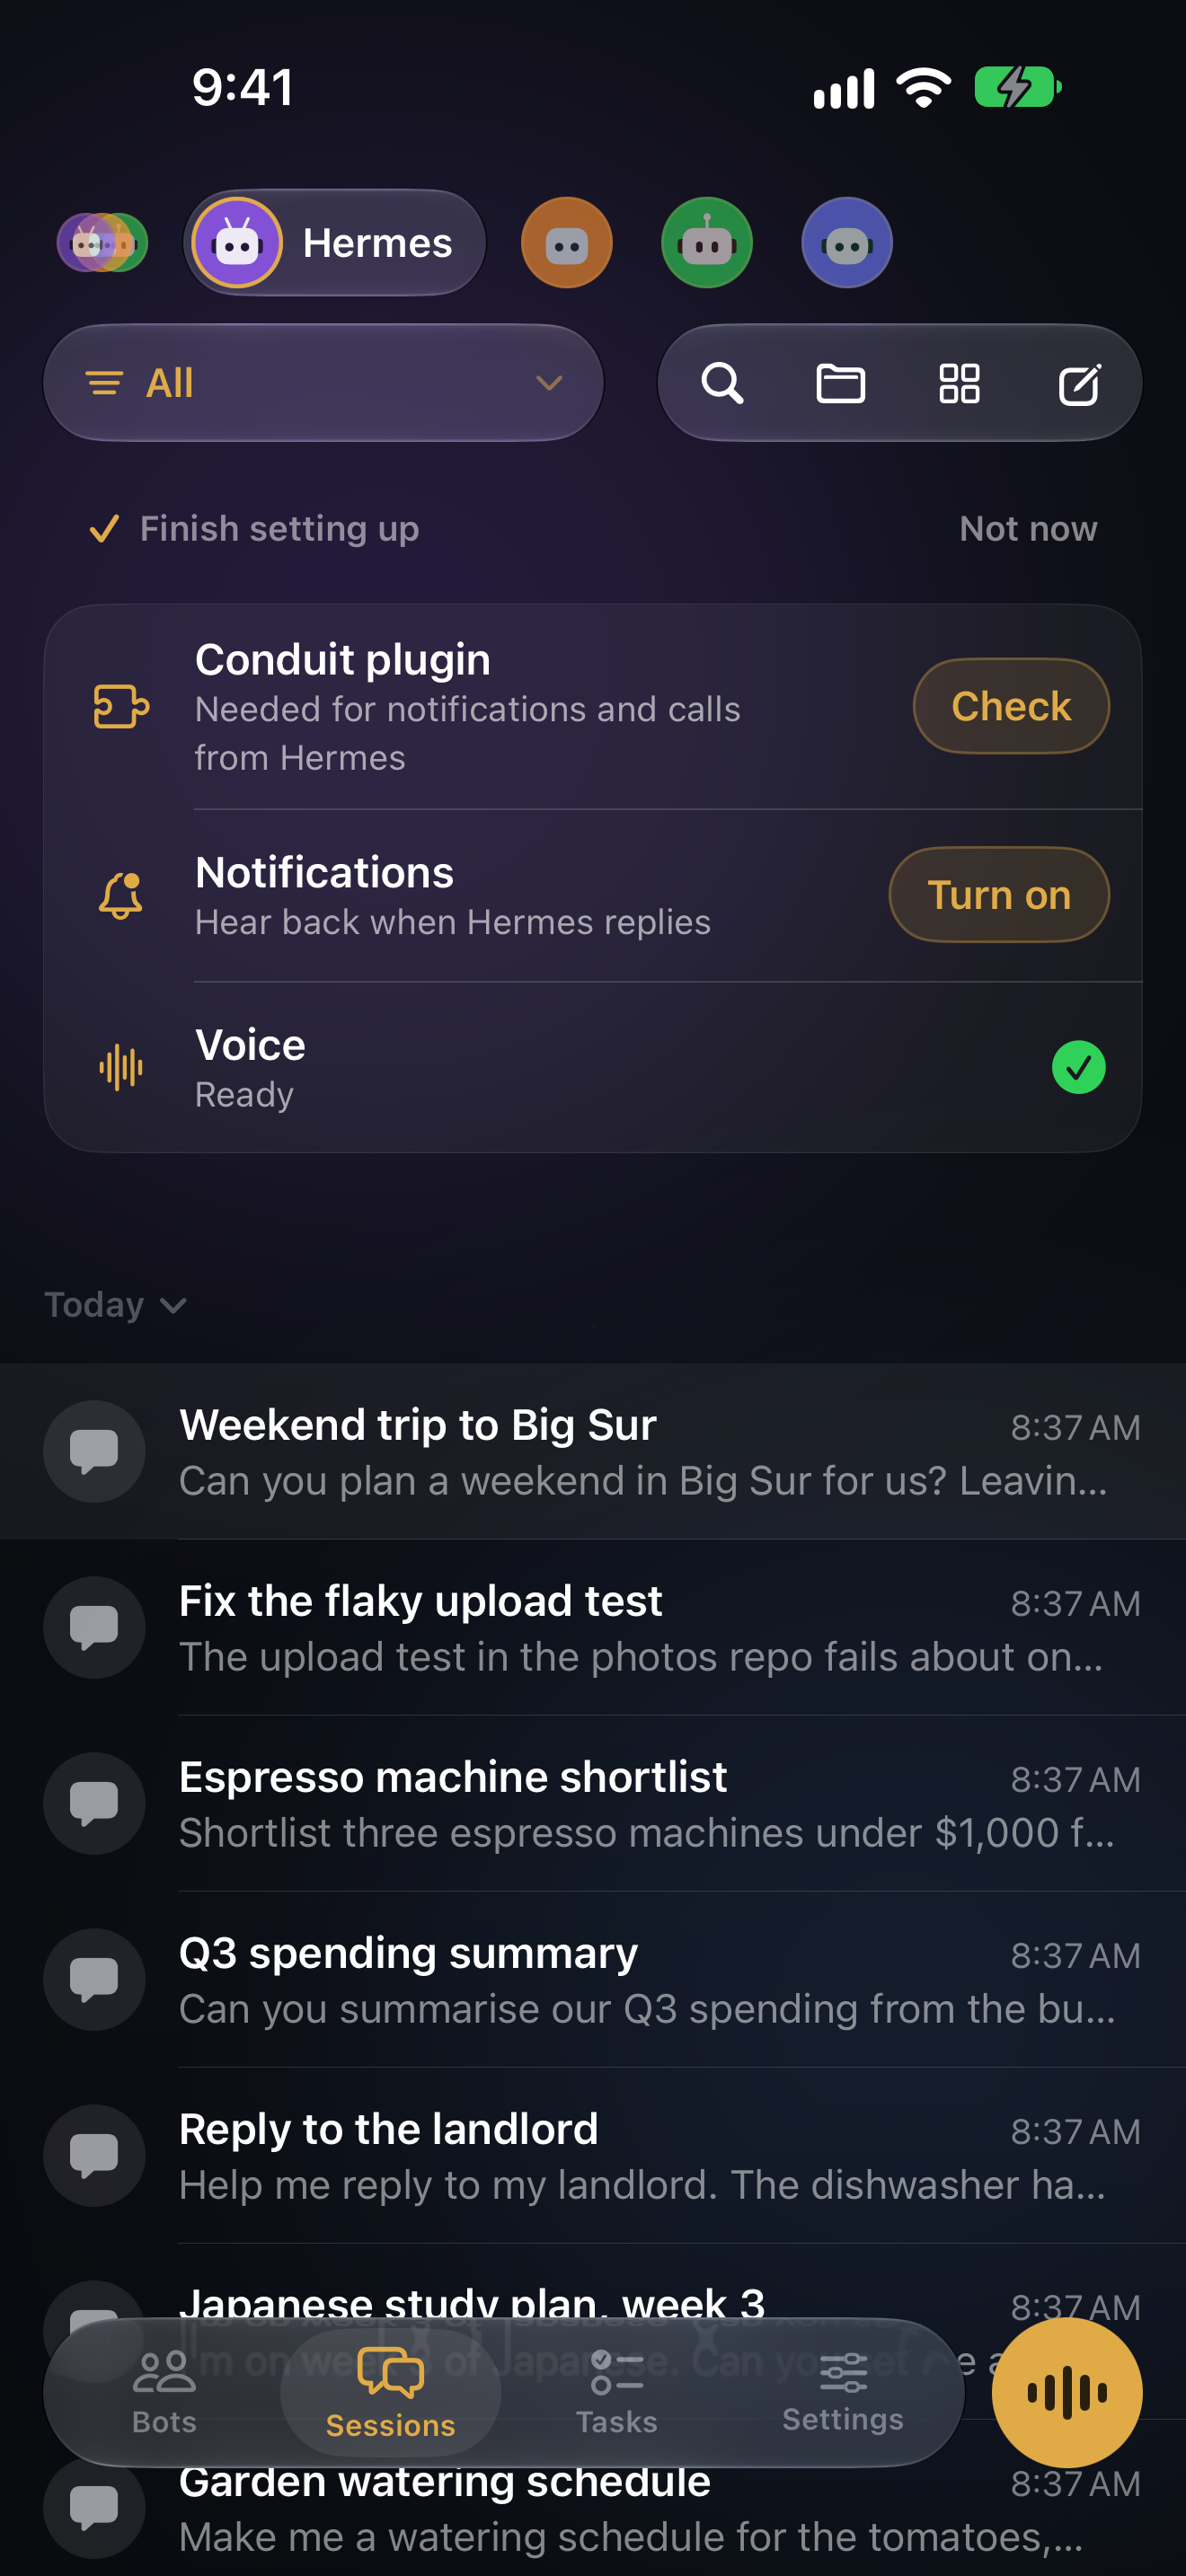 9:41
Hermes
All
Finish setting up
Not now
Conduit plugin
Needed for notifications and calls
from Hermes
Check
Notifications
Hear back when Hermes replies
Turn on
Voice
Ready
Today
Weekend trip to Big Sur
8:37 AM
Can you plan a weekend in Big Sur for us? Leavin...
Fix the flaky upload test
8:37 AM
The upload test in the photos repo fails about on...
Espresso machine shortlist
8:37 AM
Shortlist three espresso machines under $1,000 f...
Q3 spending summary
8:37 AM
Can you summarise our Q3 spending from the bu...
Reply to the landlord
8:37 AM
Help me reply to my landlord. The dishwasher ha...
Japanese study plan, week 3
8:37 AM
Bots
Sessions
Tasks
Settings
Garden watering schedule
8:37 AM
Make me a watering schedule for the tomatoes,...